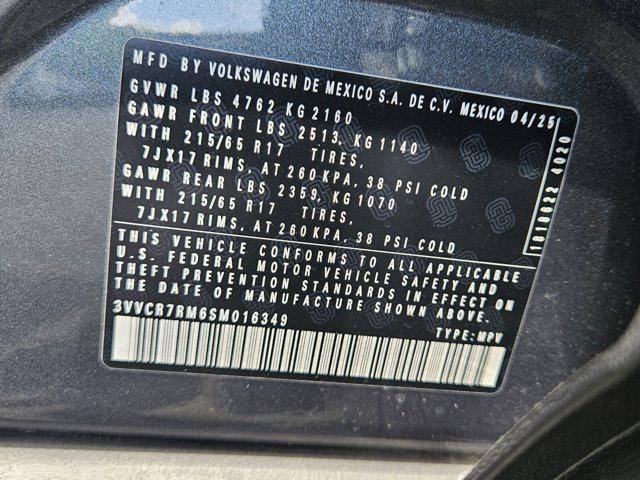 MFD BY VOLKSWAGEN DE MEXICO S.A. DE C.V. MEXICO 04/25
GVWR LBS 4762 KG 2160
GAWR FRONT LBS 2513, KG 1140
WITH 215/65 R17 TIRES,
7JX17 RIMS, AT 260 KPA, 38 PSI COLD
GAWR REAR LBS 2359, KG 1070
WITH 215/65 R17 TIRES,
7JX17 RIMS, AT 260 KPA, 38 PSI COLD
THIS VEHICLE CONFORMS TO ALL APPLICABLE
U.S. FEDERAL MOTOR VEHICLE SAFETY AND
THEFT PREVENTION STANDARDS IN EFFECT ON
THE DATE OF MANUFACTURE SHOWN ABOVE.
3VVCR7RM6SM016349
TYPE: MPV